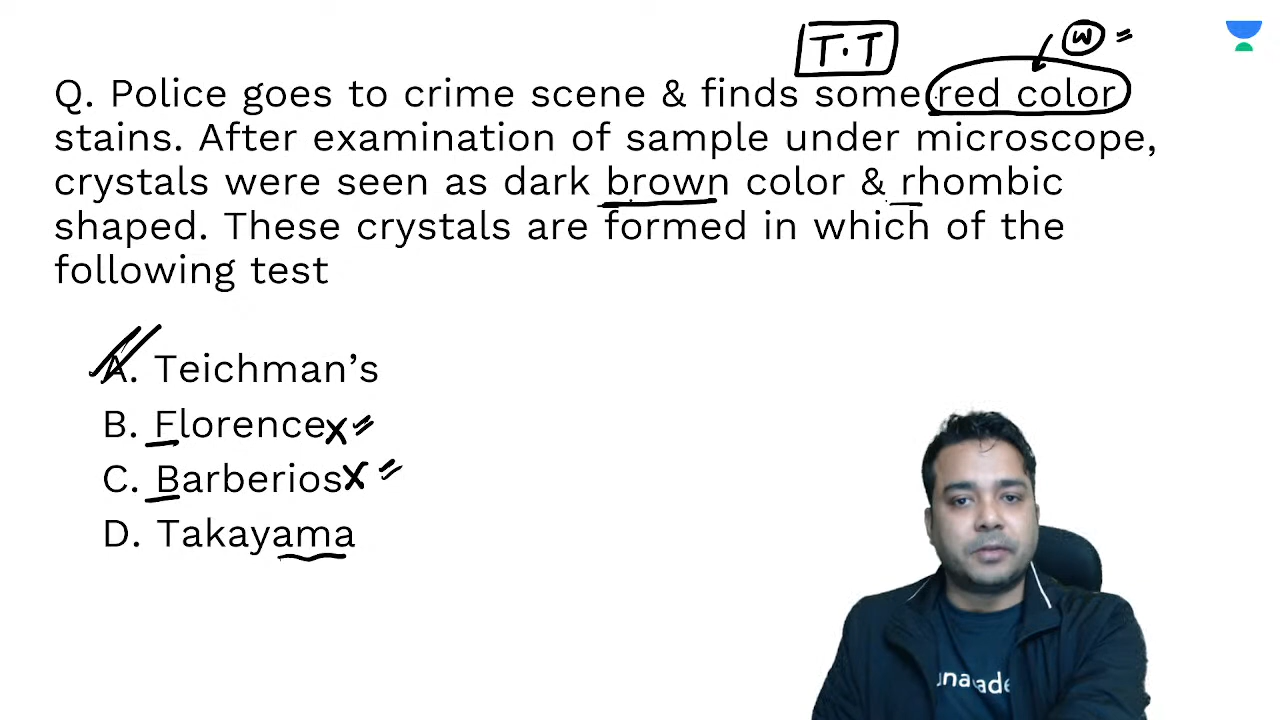 T.T
W =
Q. Police goes to crime scene & finds some red color
stains. After examination of sample under microscope,
crystals were seen as dark brown color & rhombic
shaped. These crystals are formed in which of the
following test
A. Teichman’s
B. Florence x =
C. Barberios x =
D. Takayama